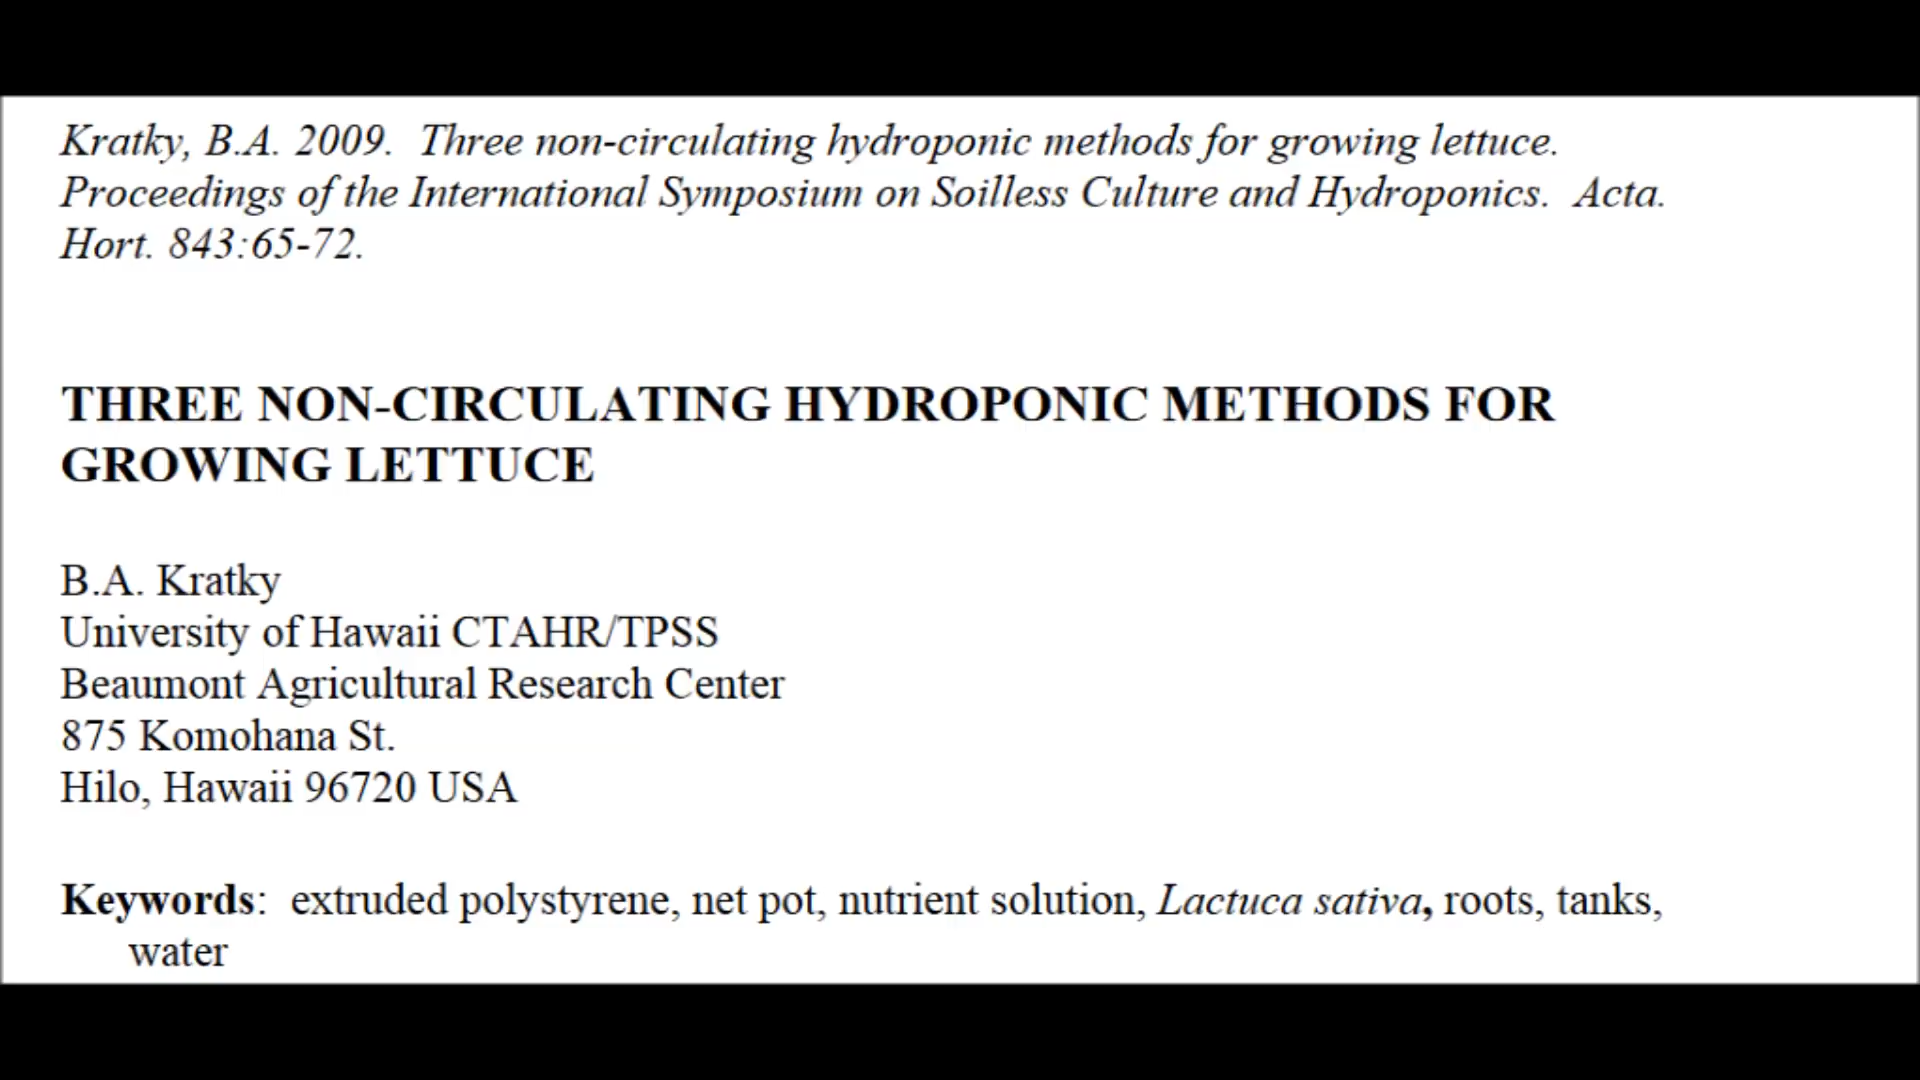 Kratky, B.A. 2009. Three non-circulating hydroponic methods for growing lettuce.
Proceedings of the International Symposium on Soilless Culture and Hydroponics. Acta.
Hort. 843:65-72.
THREE NON-CIRCULATING HYDROPONIC METHODS FOR
GROWING LETTUCE
B.A. Kratky
University of Hawaii CTAHR/TPSS
Beaumont Agricultural Research Center
875 Komohana St.
Hilo, Hawaii 96720 USA
Keywords: extruded polystyrene, net pot, nutrient solution, Lactuca sativa, roots, tanks,
water